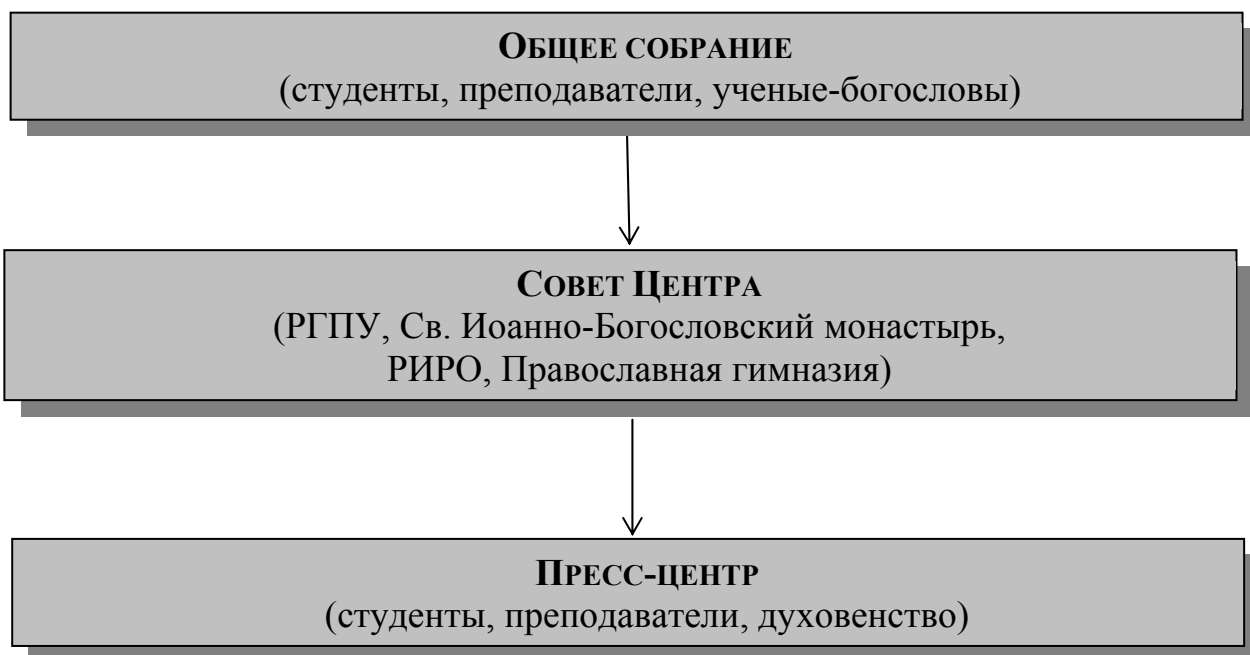 ОБЩЕЕ СОБРАНИЕ
(студенты, преподаватели, ученые-богословы)
СОВЕТ ЦЕНТРА
(РГПУ, Св. Иоанно-Богословский монастырь,
РИРО, Православная гимназия)
ПРЕСС-ЦЕНТР
(студенты, преподаватели, духовенство)